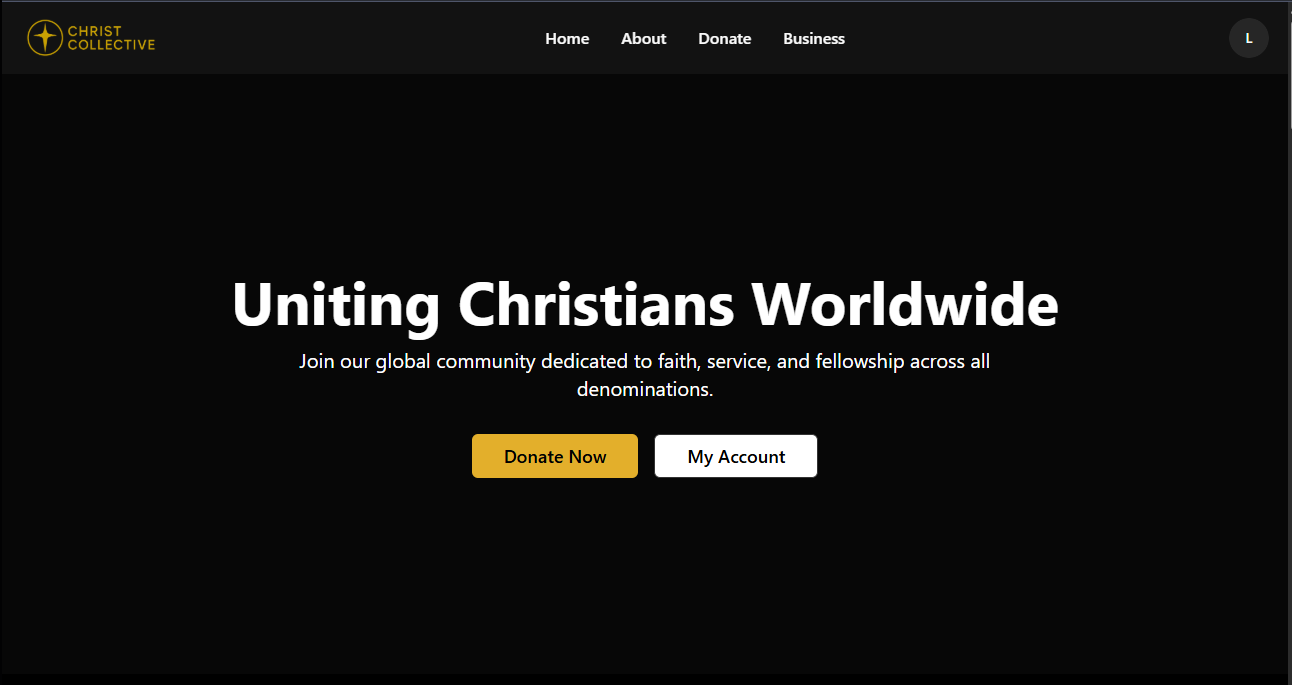 CHRIST
COLLECTIVE
Home About Donate Business
L
Uniting Christians Worldwide
Join our global community dedicated to faith, service, and fellowship across all
denominations.
Donate Now My Account